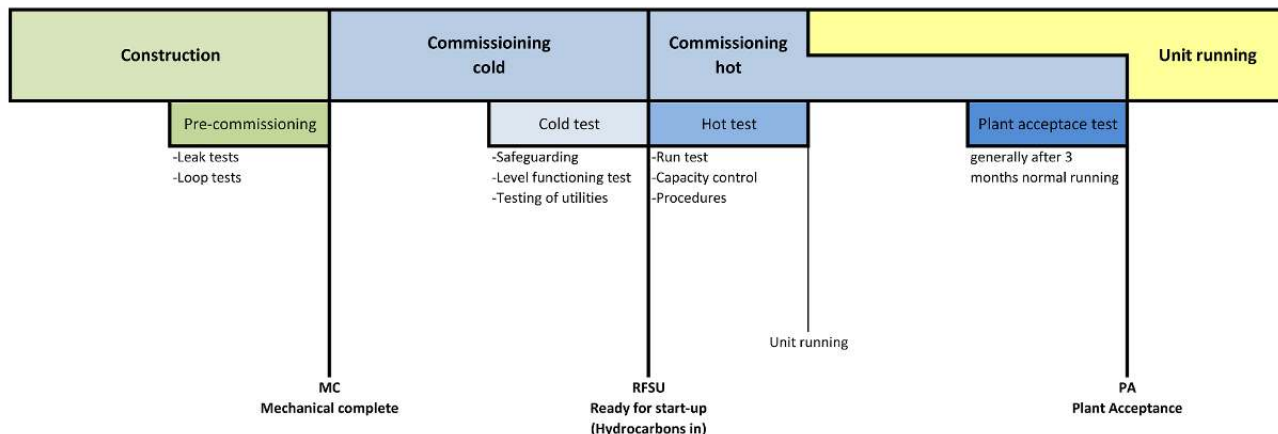 Construction
Commissioining
cold
Commissioning
hot
Unit running
Pre-commissioning
-Leak tests
-Loop tests
Cold test
-Safeguarding
-Level functioning test
-Testing of utilities
Hot test
-Run test
-Capacity control
-Procedures
Plant acceptace test
generally after 3
months normal running
Unit running
MC
Mechanical complete
RFSU
Ready for start-up
(Hydrocarbons in)
PA
Plant Acceptance